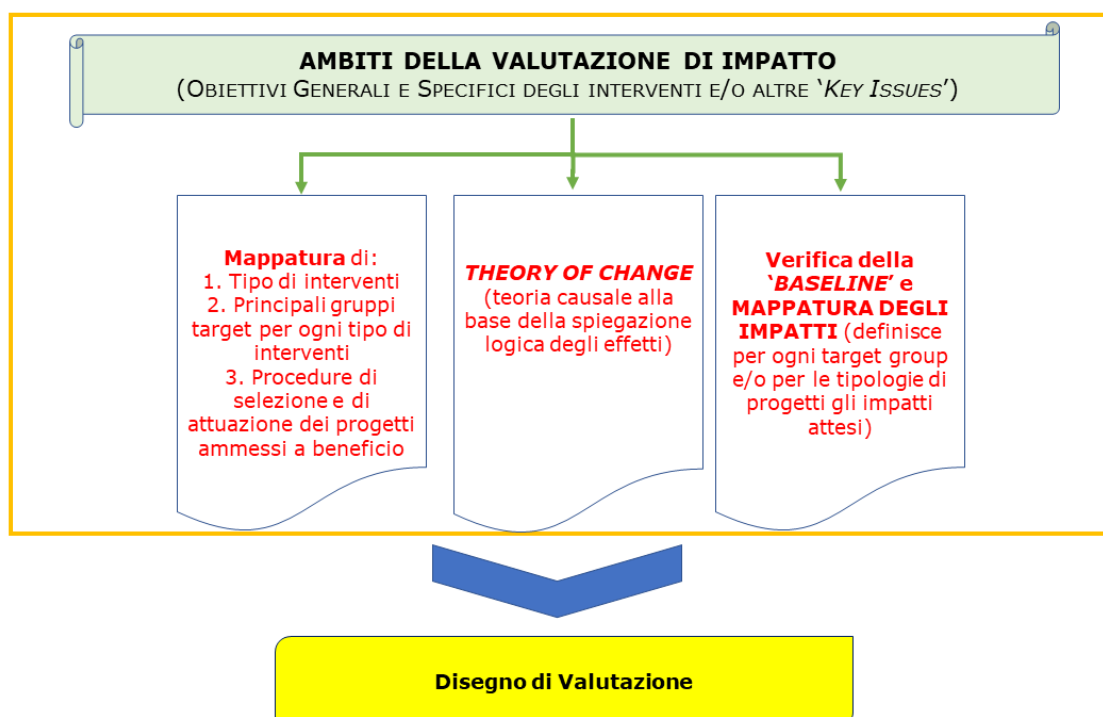 AMBITI DELLA VALUTAZIONE DI IMPATTO
(OBIETTIVI GENERALI E SPECIFICI DEGLI INTERVENTI E/O ALTRE ‘KEY ISSUES’)
Mappatura di:
1. Tipo di interventi
2. Principali gruppi
target per ogni tipo di
interventi
3. Procedure di
selezione e di
attuazione dei progetti
ammessi a beneficio
THEORY OF CHANGE
(teoria causale alla
base della spiegazione
logica degli effetti)
Verifica della
‘BASELINE’ e
MAPPATURA DEGLI
IMPATTI (definisce
per ogni target group
e/o per le tipologie di
progetti gli impatti
attesi)
Disegno di Valutazione